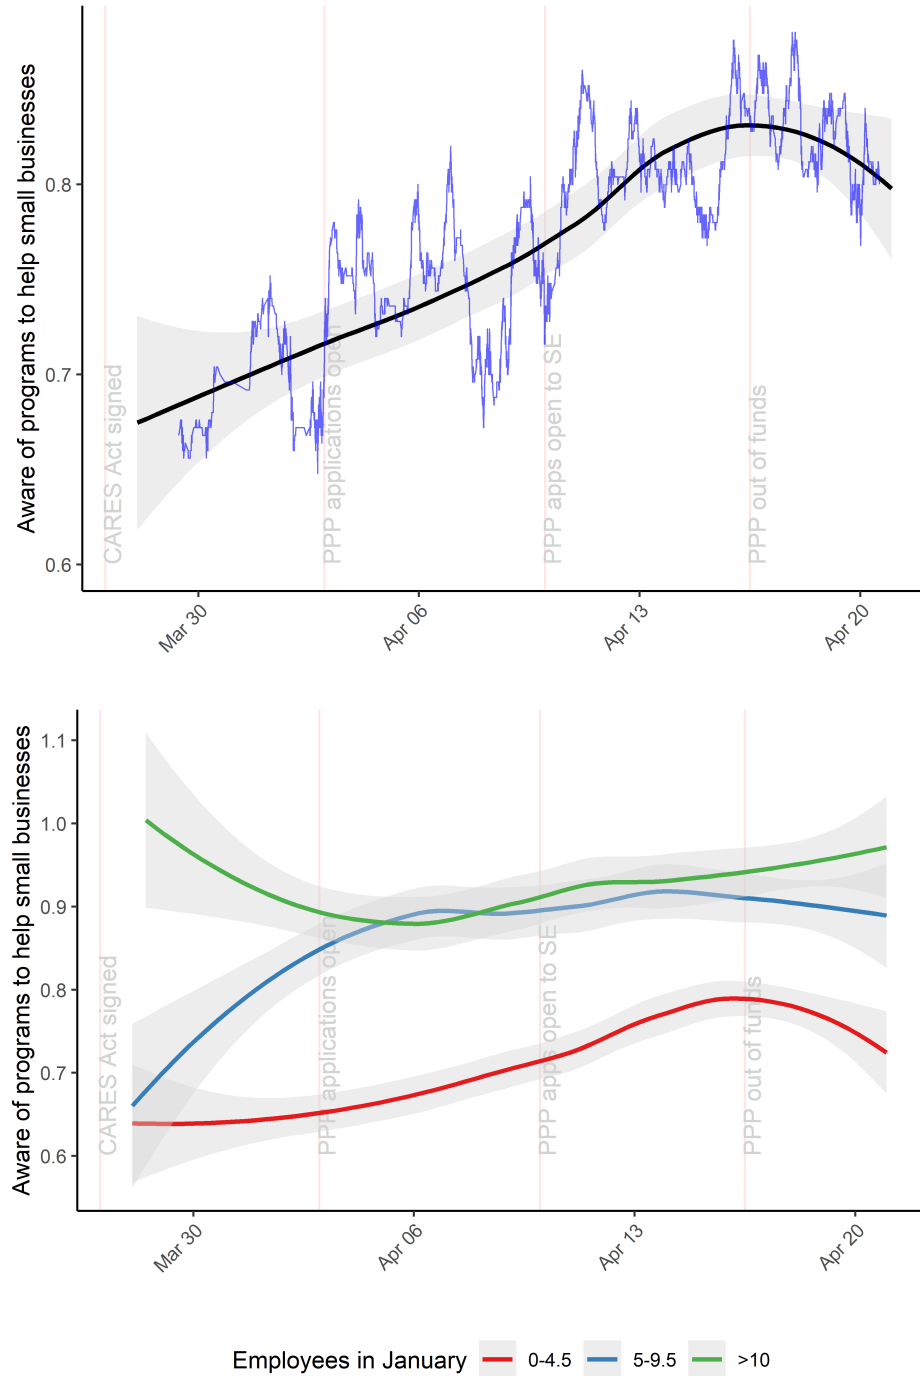 Aware of programs to help small businesses
0.8
0.7
0.6
CARES Act signed
PPP applications open
PPP apps open to SE
PPP out of funds
Mar 30
Apr 06
Apr 13
Apr 20
Aware of programs to help small businesses
1.1
1.0
0.9
0.8
0.7
0.6
CARES Act signed
PPP applications open
PPP apps open to SE
PPP out of funds
Mar 30
Apr 06
Apr 13
Apr 20
Employees in January 0-4.5 5-9.5 >10